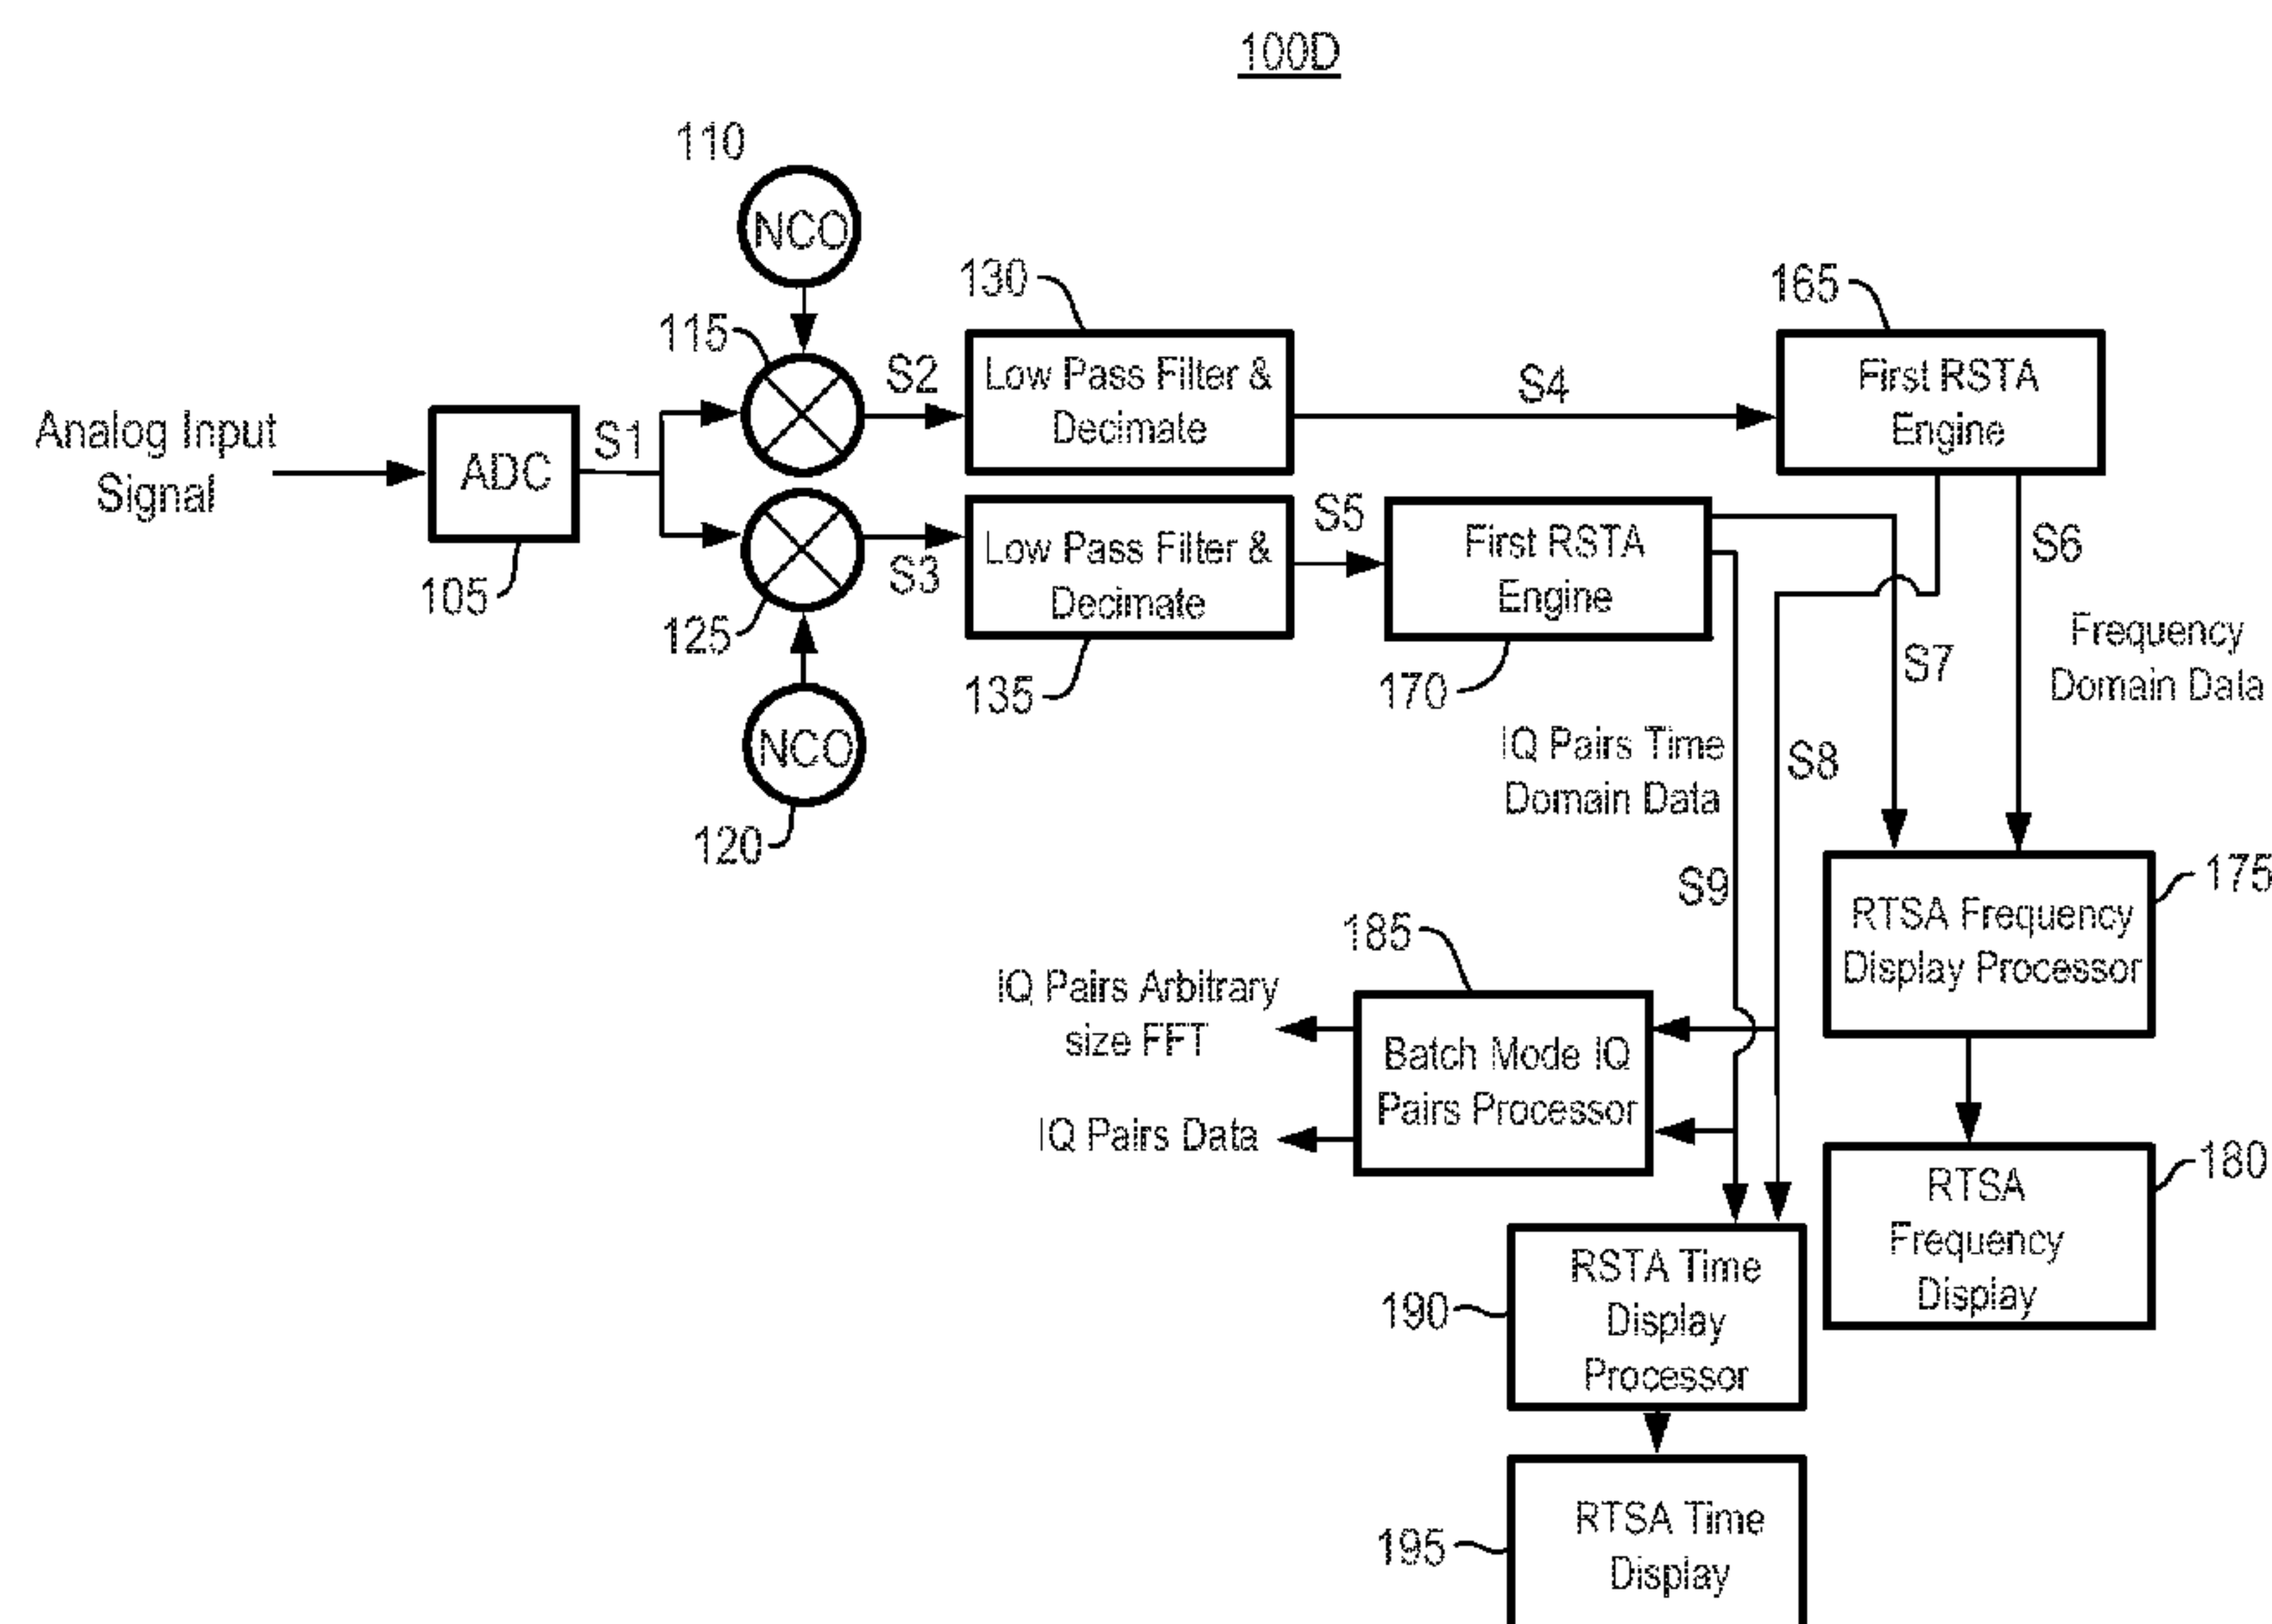 100D
110
NCO
130
165
115
S2
Low Pass Filter &
Decimate
S4
First RSTA
Engine
Analog Input
Signal
ADC
S1
105
125
S3
Low Pass Filter &
Decimate
S5
First RSTA
Engine
S6
135
170
S7
Frequency
Domain Data
NCO
120
IQ Pairs Time
Domain Data
S8
S9
175
RTSA Frequency
Display Processor
185
IQ Pairs Arbitrary
size FFT
Batch Mode IQ
Pairs Processor
IQ Pairs Data
180
RTSA
Frequency
Display
190
RSTA Time
Display
Processor
195
RTSA Time
Display